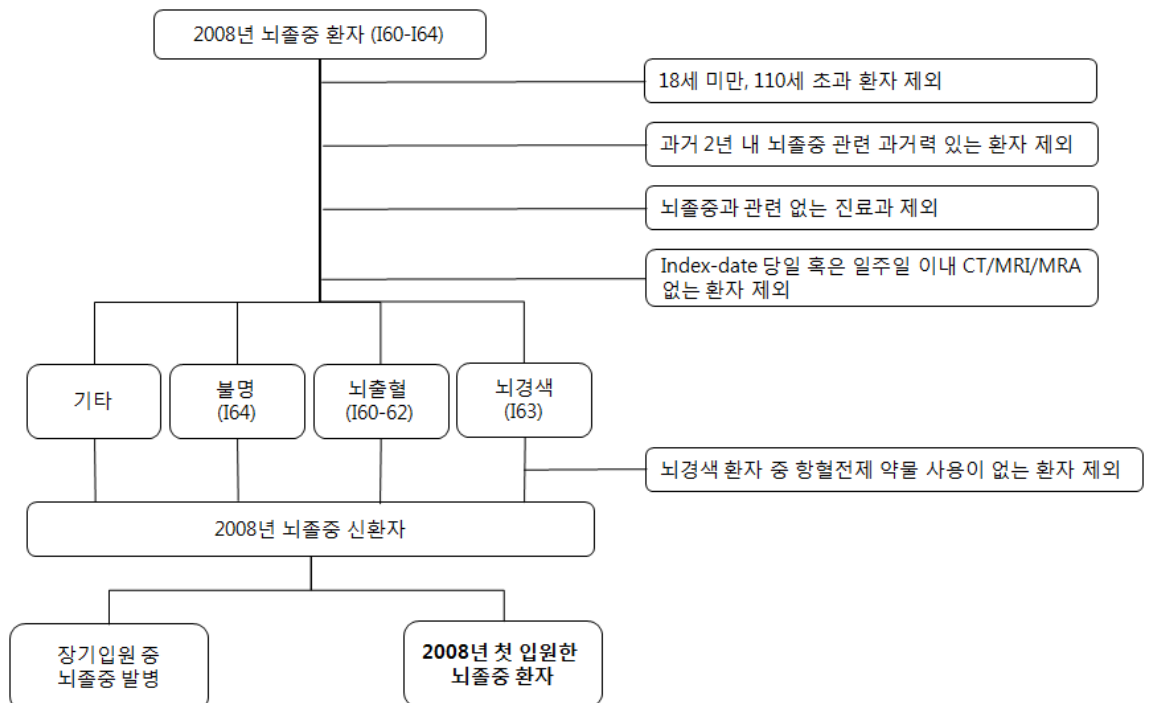 2008년 뇌졸중 환자 (I60-I64)
18세 미만, 110세 초과 환자 제외
과거 2년 내 뇌졸중 관련 과거력 있는 환자 제외
뇌졸중과 관련 없는 진료과 제외
Index-date 당일 혹은 일주일 이내 CT/MRI/MRA
없는 환자 제외
기타
불명
(I64)
뇌출혈
(I60-62)
뇌경색
(I63)
뇌경색 환자 중 항혈전제 약물 사용이 없는 환자 제외
2008년 뇌졸중 신환자
장기입원 중
뇌졸중 발병
2008년 첫 입원한
뇌졸중 환자